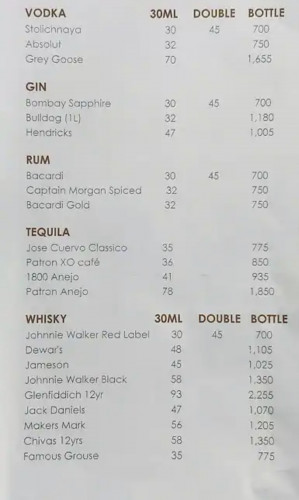 VODKA 30ML DOUBLE BOTTLE
Stolichnaya 30 45 700
Absolut 32 750
Grey Goose 70 1,655
GIN
Bombay Sapphire 30 45 700
Bulldog (1L) 32 1,180
Hendricks 47 1,005
RUM
Bacardi 30 45 700
Captain Morgan Spiced 32 750
Bacardi Gold 32 750
TEQUILA
Jose Cuervo Classico 35 775
Patron XO café 36 850
1800 Anejo 41 935
Patron Anejo 78 1,850
WHISKY 30ML DOUBLE BOTTLE
Johnnie Walker Red Label 30 45 700
Dewar's 48 1,105
Jameson 45 1,025
Johnnie Walker Black 58 1,350
Glenfiddich 12yr 93 2,255
Jack Daniels 47 1,070
Makers Mark 56 1,205
Chivas 12yrs 58 1,350
Famous Grouse 35 775